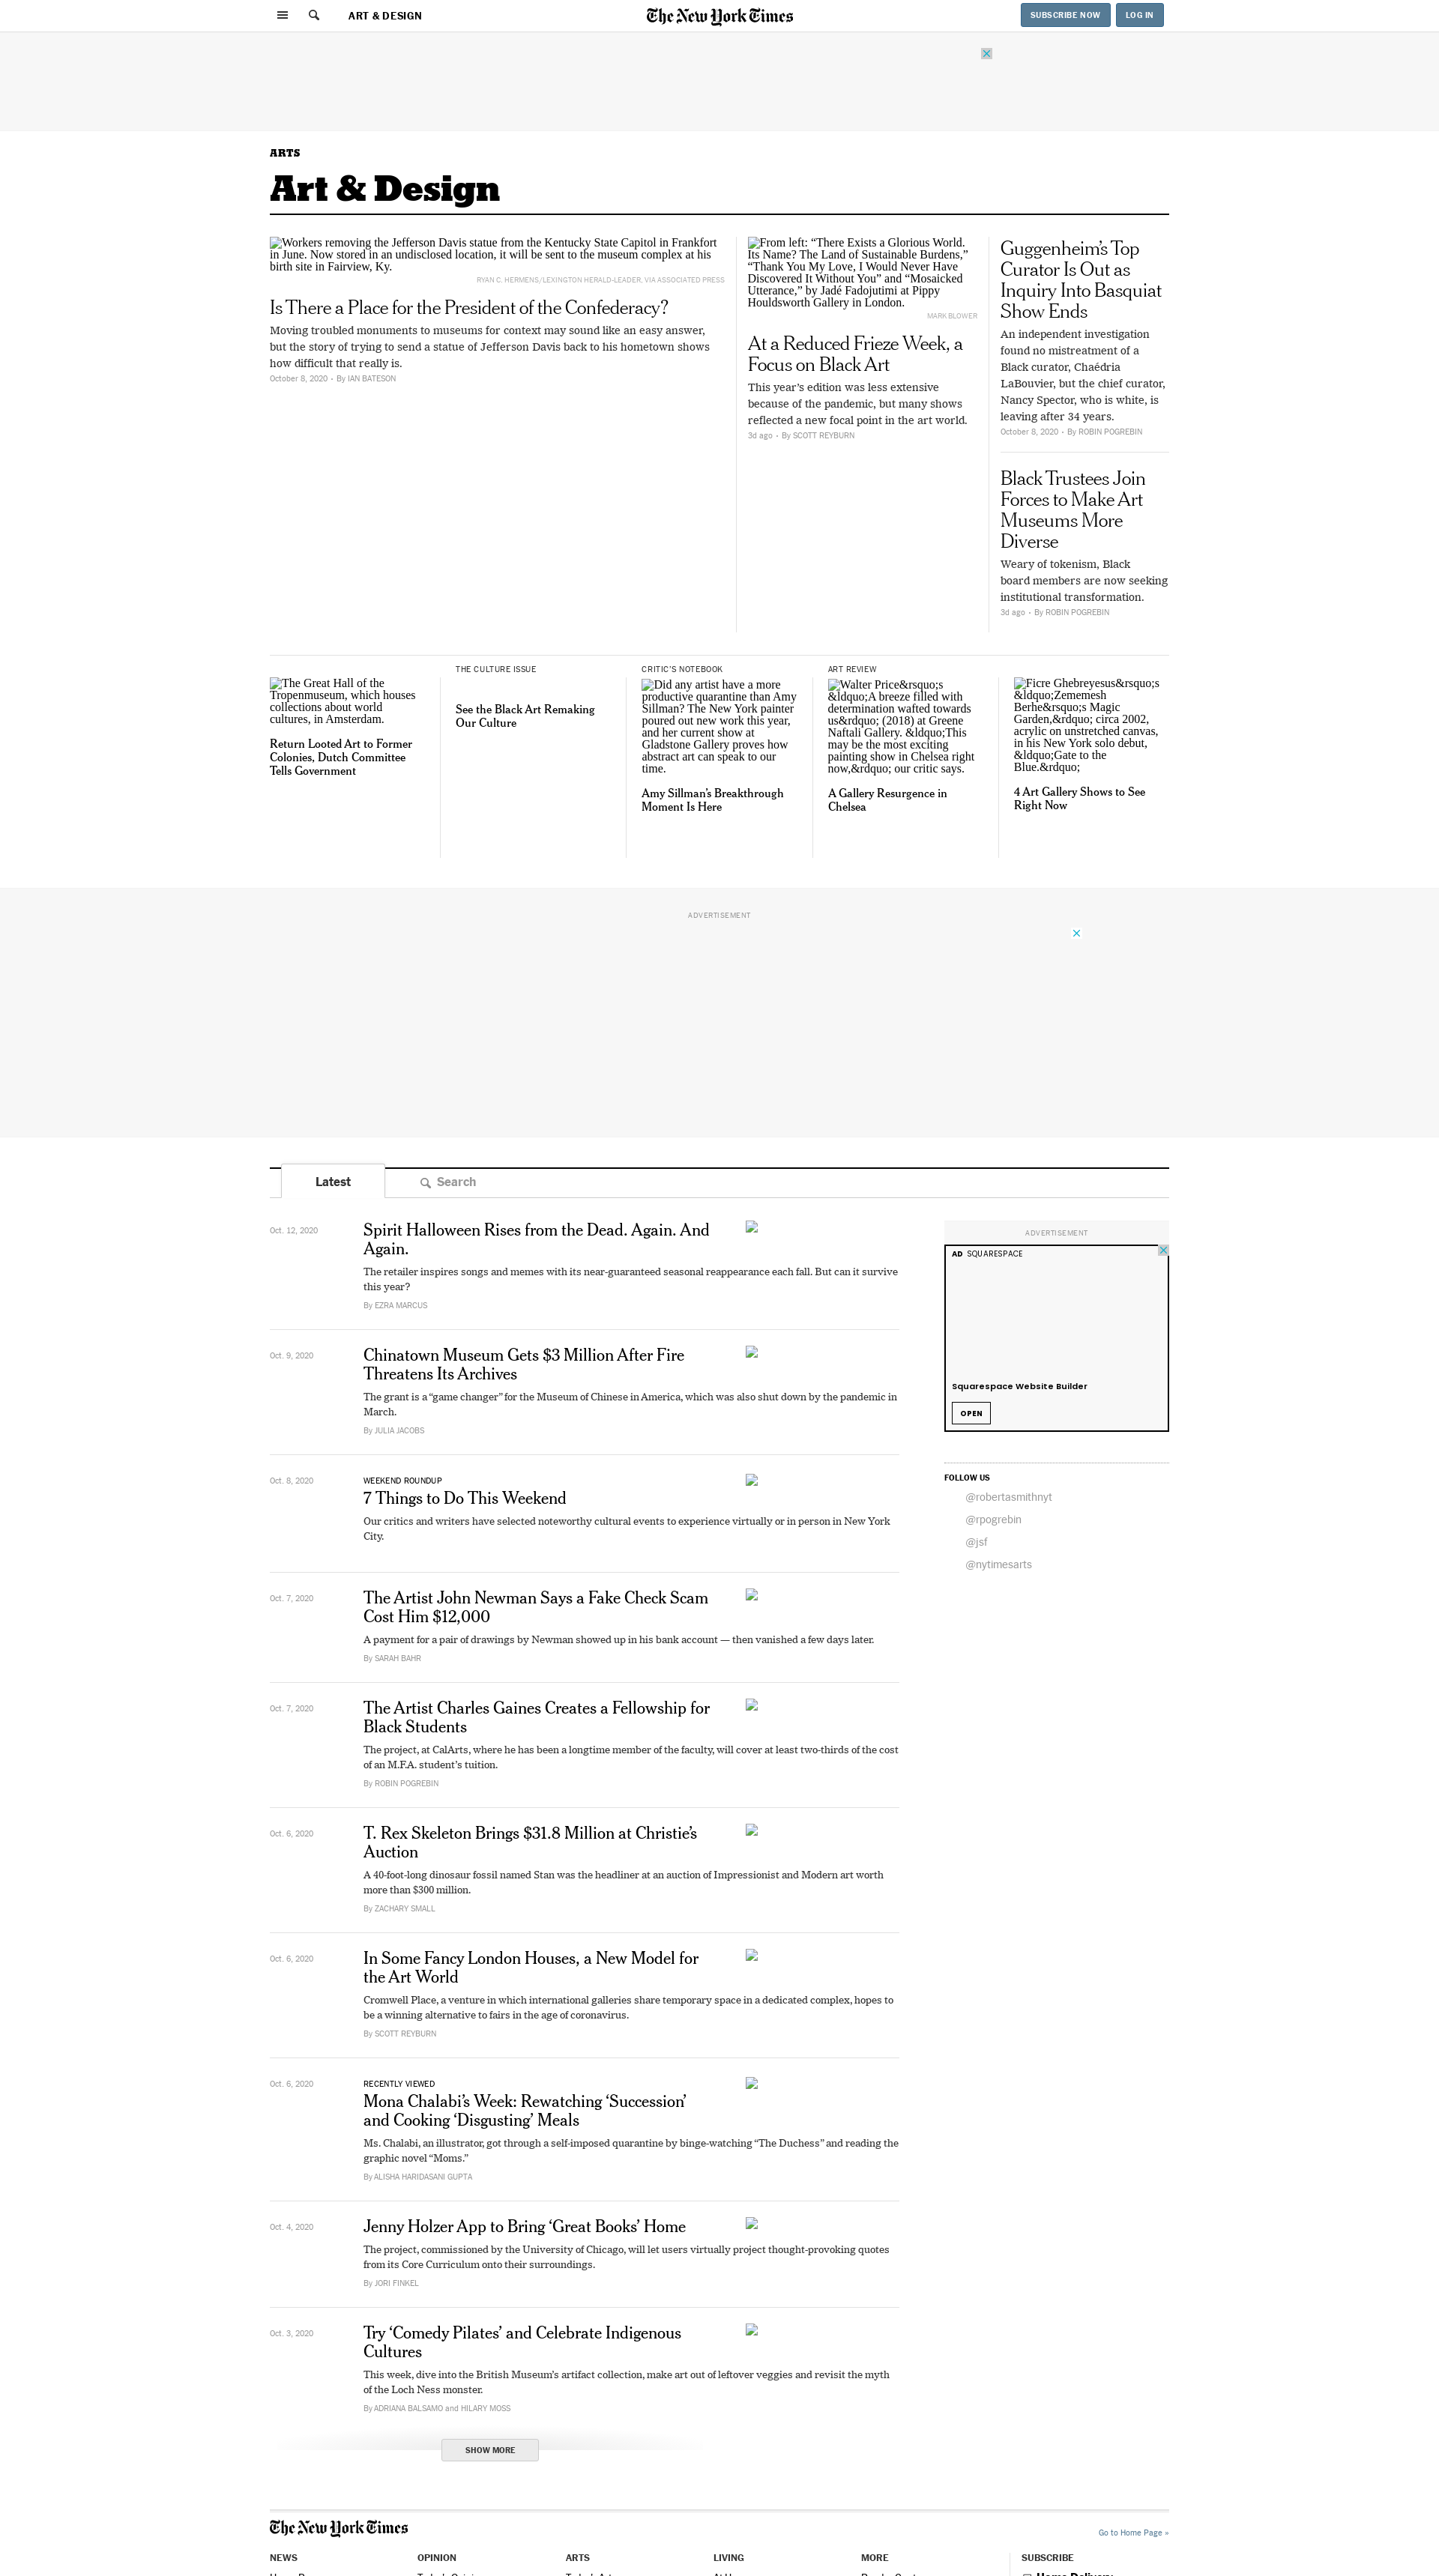 ART & DESIGN
The New York Times
SUBSCRIBE NOW
LOG IN
ARTS
Art & Design
Workers removing the Jefferson Davis statue from the Kentucky State Capitol in Frankfort
in June. Now stored in an undisclosed location, it will be sent to the museum complex at his
birth site in Fairview, Ky.
RYAN C. HERMENS/LEXINGTON HERALD-LEADER, VIA ASSOCIATED PRESS
Is There a Place for the President of the Confederacy?
Moving troubled monuments to museums for context may sound like an easy answer,
but the story of trying to send a statue of Jefferson Davis back to his hometown shows
how difficult that really is.
October 8, 2020 • By IAN BATESON
From left: “There Exists a Glorious World.
Its Name? The Land of Sustainable Burdens,”
“Thank You My Love, I Would Never Have
Discovered It Without You” and “Mosaicked
Utterance,” by Jadé Fadojutimi at Pippy
Houldsworth Gallery in London.
MARK BLOWER
At a Reduced Frieze Week, a
Focus on Black Art
This year’s edition was less extensive
because of the pandemic, but many shows
reflected a new focal point in the art world.
3d ago • By SCOTT REYBURN
Guggenheim’s Top
Curator Is Out as
Inquiry Into Basquiat
Show Ends
An independent investigation
found no mistreatment of a
Black curator, Chaédria
LaBouvier, but the chief curator,
Nancy Spector, who is white, is
leaving after 34 years.
October 8, 2020 • By ROBIN POGREBIN
Black Trustees Join
Forces to Make Art
Museums More
Diverse
Weary of tokenism, Black
board members are now seeking
institutional transformation.
3d ago • By ROBIN POGREBIN
The Great Hall of the
Tropenmuseum, which houses
collections about world
cultures, in Amsterdam.
Return Looted Art to Former
Colonies, Dutch Committee
Tells Government
THE CULTURE ISSUE
See the Black Art Remaking
Our Culture
CRITIC’S NOTEBOOK
Did any artist have a more
productive quarantine than Amy
Sillman? The New York painter
poured out new work this year,
and her current show at
Gladstone Gallery proves how
abstract art can speak to our
time.
Amy Sillman’s Breakthrough
Moment Is Here
ART REVIEW
Walter Price&rsquo;s
&ldquo;A breeze filled with
determination wafted towards
us&rdquo; (2018) at Greene
Naftali Gallery. &ldquo;This
may be the most exciting
painting show in Chelsea right
now,&rdquo; our critic says.
A Gallery Resurgence in
Chelsea
Ficre Ghebreyesus&rsquo;s
&ldquo;Zememesh
Berhe&rsquo;s Magic
Garden,&rdquo; circa 2002,
acrylic on unstretched canvas,
in his New York solo debut,
&ldquo;Gate to the
Blue.&rdquo;
4 Art Gallery Shows to See
Right Now
ADVERTISEMENT
Latest
Search
Oct. 12, 2020
Spirit Halloween Rises from the Dead. Again. And
Again.
The retailer inspires songs and memes with its near-guaranteed seasonal reappearance each fall. But can it survive
this year?
By EZRA MARCUS
Oct. 9, 2020
Chinatown Museum Gets $3 Million After Fire
Threatens Its Archives
The grant is a “game changer” for the Museum of Chinese in America, which was also shut down by the pandemic in
March.
By JULIA JACOBS
Oct. 8, 2020
WEEKEND ROUNDUP
7 Things to Do This Weekend
Our critics and writers have selected noteworthy cultural events to experience virtually or in person in New York
City.
Oct. 7, 2020
The Artist John Newman Says a Fake Check Scam
Cost Him $12,000
A payment for a pair of drawings by Newman showed up in his bank account — then vanished a few days later.
By SARAH BAHR
Oct. 7, 2020
The Artist Charles Gaines Creates a Fellowship for
Black Students
The project, at CalArts, where he has been a longtime member of the faculty, will cover at least two-thirds of the cost
of an M.F.A. student’s tuition.
By ROBIN POGREBIN
Oct. 6, 2020
T. Rex Skeleton Brings $31.8 Million at Christie’s
Auction
A 40-foot-long dinosaur fossil named Stan was the headliner at an auction of Impressionist and Modern art worth
more than $300 million.
By ZACHARY SMALL
Oct. 6, 2020
In Some Fancy London Houses, a New Model for
the Art World
Cromwell Place, a venture in which international galleries share temporary space in a dedicated complex, hopes to
be a winning alternative to fairs in the age of coronavirus.
By SCOTT REYBURN
Oct. 6, 2020
RECENTLY VIEWED
Mona Chalabi’s Week: Rewatching ‘Succession’
and Cooking ‘Disgusting’ Meals
Ms. Chalabi, an illustrator, got through a self-imposed quarantine by binge-watching “The Duchess” and reading the
graphic novel “Moms.”
By ALISHA HARIDASANI GUPTA
Oct. 4, 2020
Jenny Holzer App to Bring ‘Great Books’ Home
The project, commissioned by the University of Chicago, will let users virtually project thought-provoking quotes
from its Core Curriculum onto their surroundings.
By JORI FINKEL
Oct. 3, 2020
Try ‘Comedy Pilates’ and Celebrate Indigenous
Cultures
This week, dive into the British Museum’s artifact collection, make art out of leftover veggies and revisit the myth
of the Loch Ness monster.
By ADRIANA BALSAMO and HILARY MOSS
SHOW MORE
ADVERTISEMENT
AD SQUARESPACE
Squarespace Website Builder
OPEN
FOLLOW US
@robertasmithnyt
@rpogrebin
@jsf
@nytimesarts
The New York Times
Go to Home Page »
NEWS
OPINION
ARTS
LIVING
MORE
SUBSCRIBE